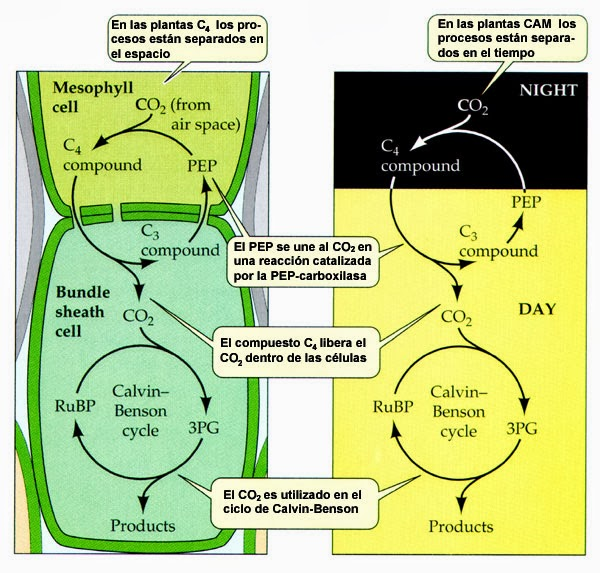 En las plantas C₄ los pro-
cesos están separados en
el espacio
En las plantas CAM los
procesos están separa-
dos en el tiempo
Mesophyll
cell
CO₂ (from
air space)
C₄
compound
PEP
C₃
compound
Bundle
sheath
cell
CO₂
RuBP
Calvin–
Benson
cycle
3PG
Products
El PEP se une al CO₂ en
una reacción catalizada
por la PEP-carboxilasa
El compuesto C₄ libera el
CO₂ dentro de las células
El CO₂ es utilizado en el
ciclo de Calvin-Benson
NIGHT
CO₂
C₄
compound
PEP
C₃
compound
DAY
CO₂
RuBP
Calvin–
Benson
cycle
3PG
Products